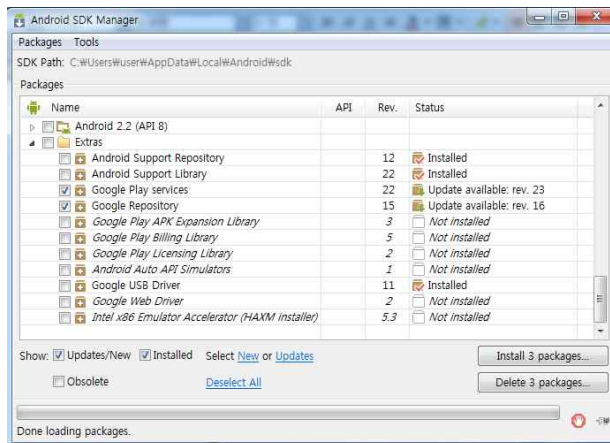 Android SDK Manager
Packages Tools
SDK Path: C:₩Users₩user₩AppData₩Local₩Android₩sdk
Packages
Name API Rev. Status
Android 2.2 (API 8)
Extras
Android Support Repository 12 Installed
Android Support Library 22 Installed
Google Play services 22 Update available: rev. 23
Google Repository 15 Update available: rev. 16
Google Play APK Expansion Library 3 Not installed
Google Play Billing Library 5 Not installed
Google Play Licensing Library 2 Not installed
Android Auto API Simulators 1 Not installed
Google USB Driver 11 Installed
Google Web Driver 2 Not installed
Intel x86 Emulator Accelerator (HAXM installer) 5.3 Not installed
Show: Updates/New Installed Select New or Updates Install 3 packages...
Obsolete Deselect All Delete 3 packages...
Done loading packages.